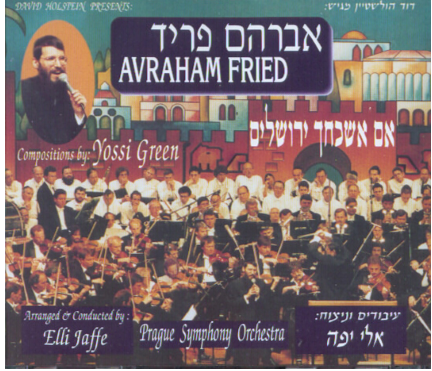 DAVID HOLSTEIN PRESENTS:
דוד הולשטיין מגיש:
אברהם פריד
AVRAHAM FRIED
אם אשכחך ירושלים
Compositions by: Yossi Green
Arranged & Conducted by:
Elli Jaffe
Prague Symphony Orchestra
עיבודים וניצוח:
אלי יפה